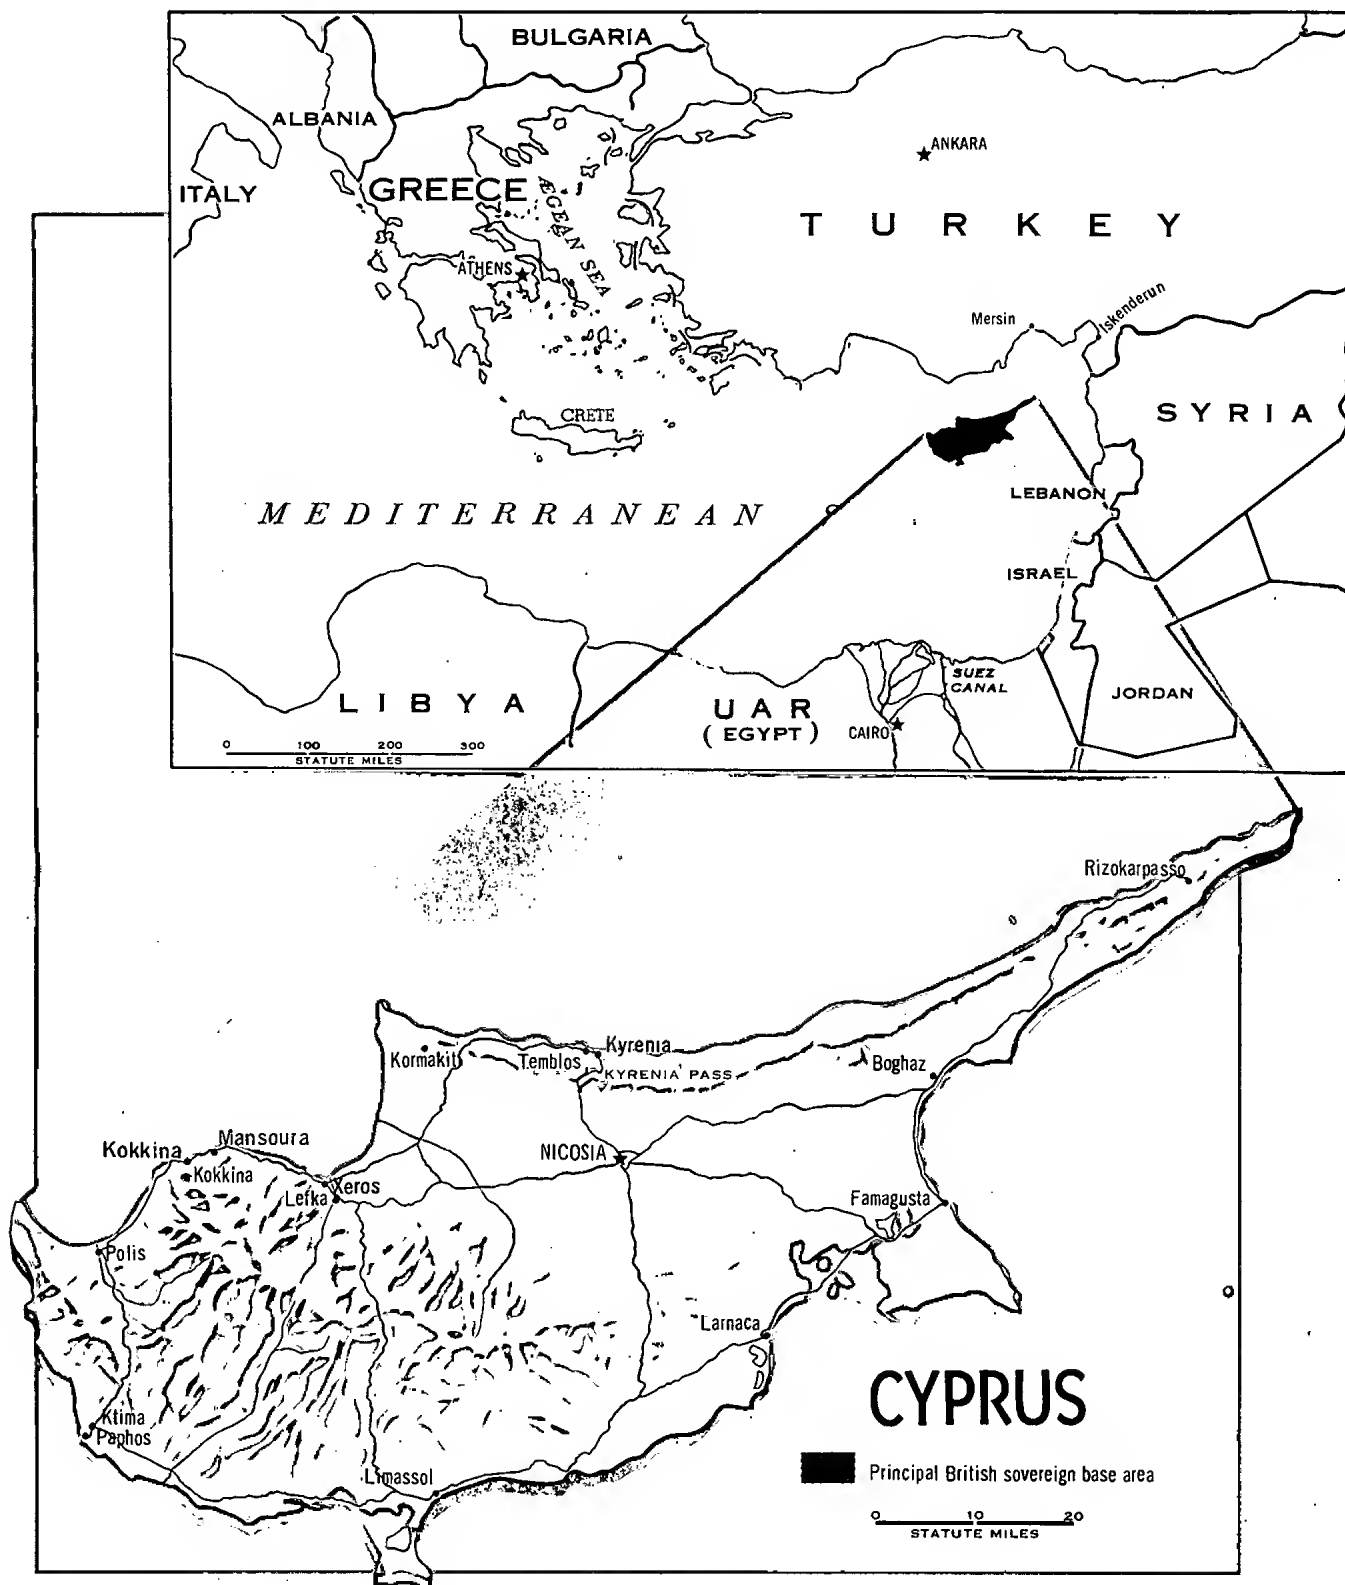 BULGARIA
ALBANIA
ANKARA
ITALY
GREECE
ÆGEAN SEA
TURKEY
ATHENS
Mersin
Iskenderun
CRETE
SYRIA
LEBANON
MEDITERRANEAN
ISRAEL
SUEZ
CANAL
JORDAN
LIBYA
UAR
(EGYPT)
CAIRO
0 100 200 300
STATUTE MILES
Rizokarpasso
Kormakiti
Temblos
Kyrenia
KYRENIA PASS
Boghaz
Kokkina
Mansoura
Kokkina
NICOSIA
Xeros
Lefka
Famagusta
Polis
Larnaca
CYPRUS
Ktima
Paphos
Limassol
Principal British sovereign base area
0 10 20
STATUTE MILES